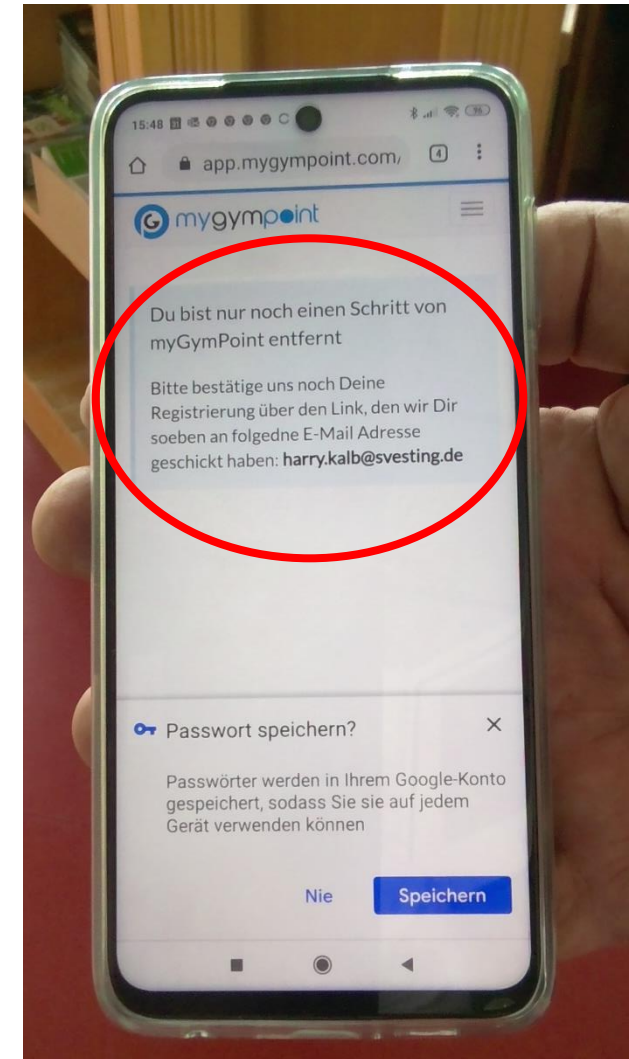 15:48
app.mygympoint.com/
4
mygympoint
Du bist nur noch einen Schritt von
myGymPoint entfernt
Bitte bestätige uns noch Deine
Registrierung über den Link, den wir Dir
soeben an folgedne E-Mail Adresse
geschickt haben: harry.kalb@svesting.de
Passwort speichern?
Passwörter werden in Ihrem Google-Konto
gespeichert, sodass Sie sie auf jedem
Gerät verwenden können
Nie
Speichern